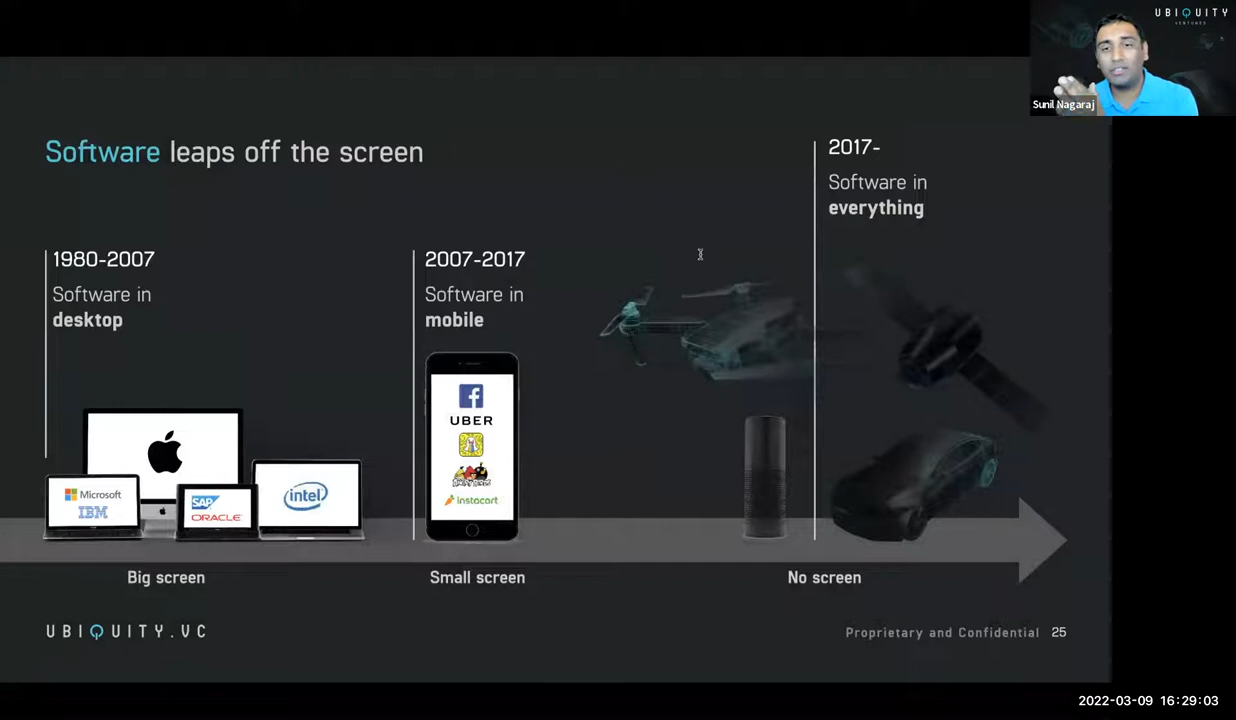 UBIQUITY
VENTURES
Sunil Nagaraj
Software leaps off the screen
1980-2007
Software in
desktop
Microsoft
IBM
SAP
ORACLE
intel
2007-2017
Software in
mobile
UBER
ANGRY BIRDS
instacart
2017-
Software in
everything
Big screen
Small screen
No screen
UBIQUITY.VC
Proprietary and Confidential 25
2022-03-09 16:29:03